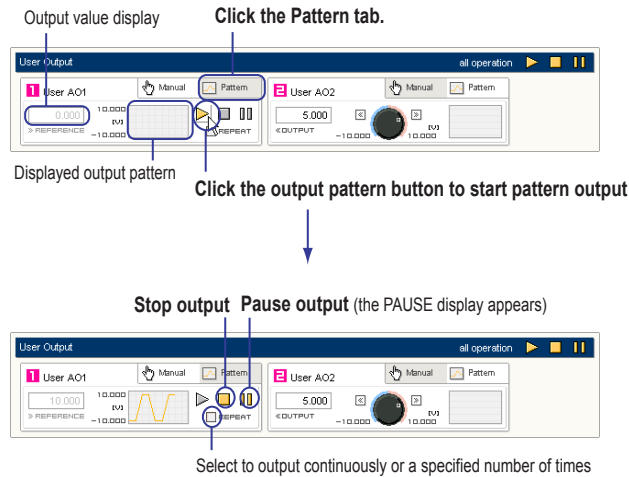 Output value display
Click the Pattern tab.
User Output
all operation
1 User AO1
Manual
Pattern
2 User AO2
Manual
Pattern
0.000
10.000
[V]
-10.000
» REFERENCE
REPEAT
5.000
«OUTPUT
-10.000
[V]
10.000
Displayed output pattern
Click the output pattern button to start pattern output
Stop output
Pause output (the PAUSE display appears)
User Output
all operation
1 User AO1
Manual
Pattern
2 User AO2
Manual
Pattern
10.000
10.000
[V]
-10.000
» REFERENCE
REPEAT
5.000
«OUTPUT
-10.000
[V]
10.000
Select to output continuously or a specified number of times